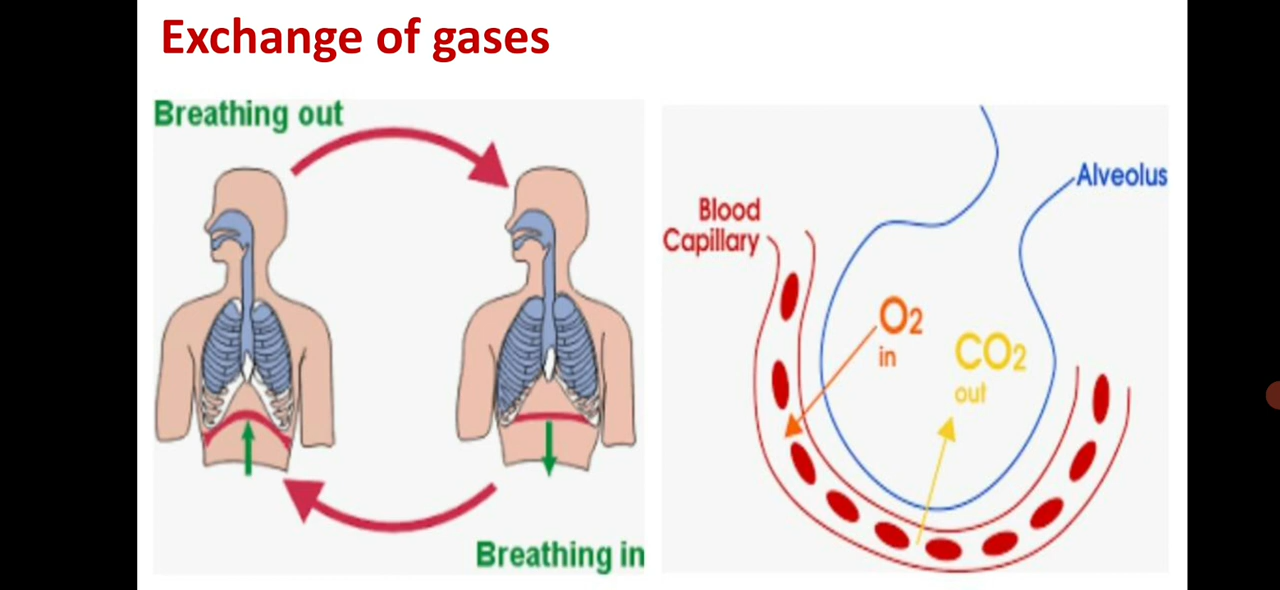 Exchange of gases
Breathing out
Breathing in
Blood
Capillary
Alveolus
O2
in
CO2
out